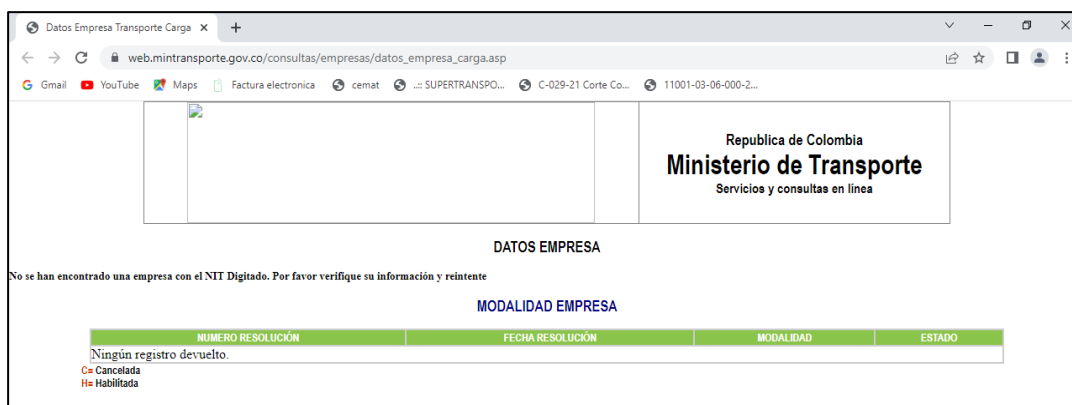 Datos Empresa Transporte Carga
web.mintransporte.gov.co/consultas/empresas/datos_empresa_carga.asp
Gmail YouTube Maps Factura electronica cemat ..:: SUPERTRANSPO... C-029-21 Corte Co... 11001-03-06-000-2...
Republica de Colombia
Ministerio de Transporte
Servicios y consultas en linea
DATOS EMPRESA
No se han encontrado una empresa con el NIT Digitado. Por favor verifique su información y reintente
MODALIDAD EMPRESA
NUMERO RESOLUCIÓN FECHA RESOLUCIÓN MODALIDAD ESTADO
Ningún registro devuelto.
C= Cancelada
H= Habilitada